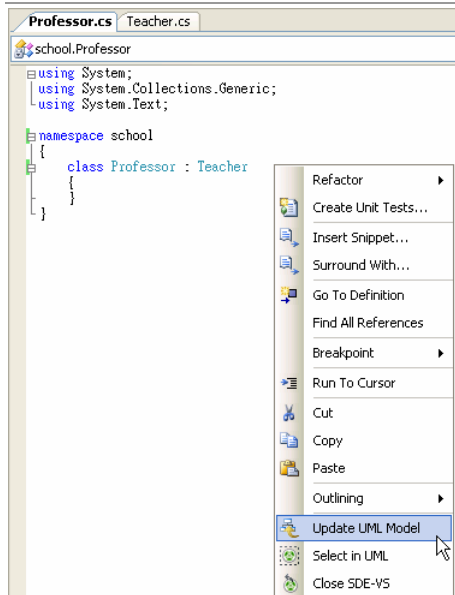 Professor.cs Teacher.cs
school.Professor
using System;
using System.Collections.Generic;
using System.Text;
namespace school
{
class Professor : Teacher
{
}
}
Refactor
Create Unit Tests...
Insert Snippet...
Surround With...
Go To Definition
Find All References
Breakpoint
Run To Cursor
Cut
Copy
Paste
Outlining
Update UML Model
Select in UML
Close SDE-VS